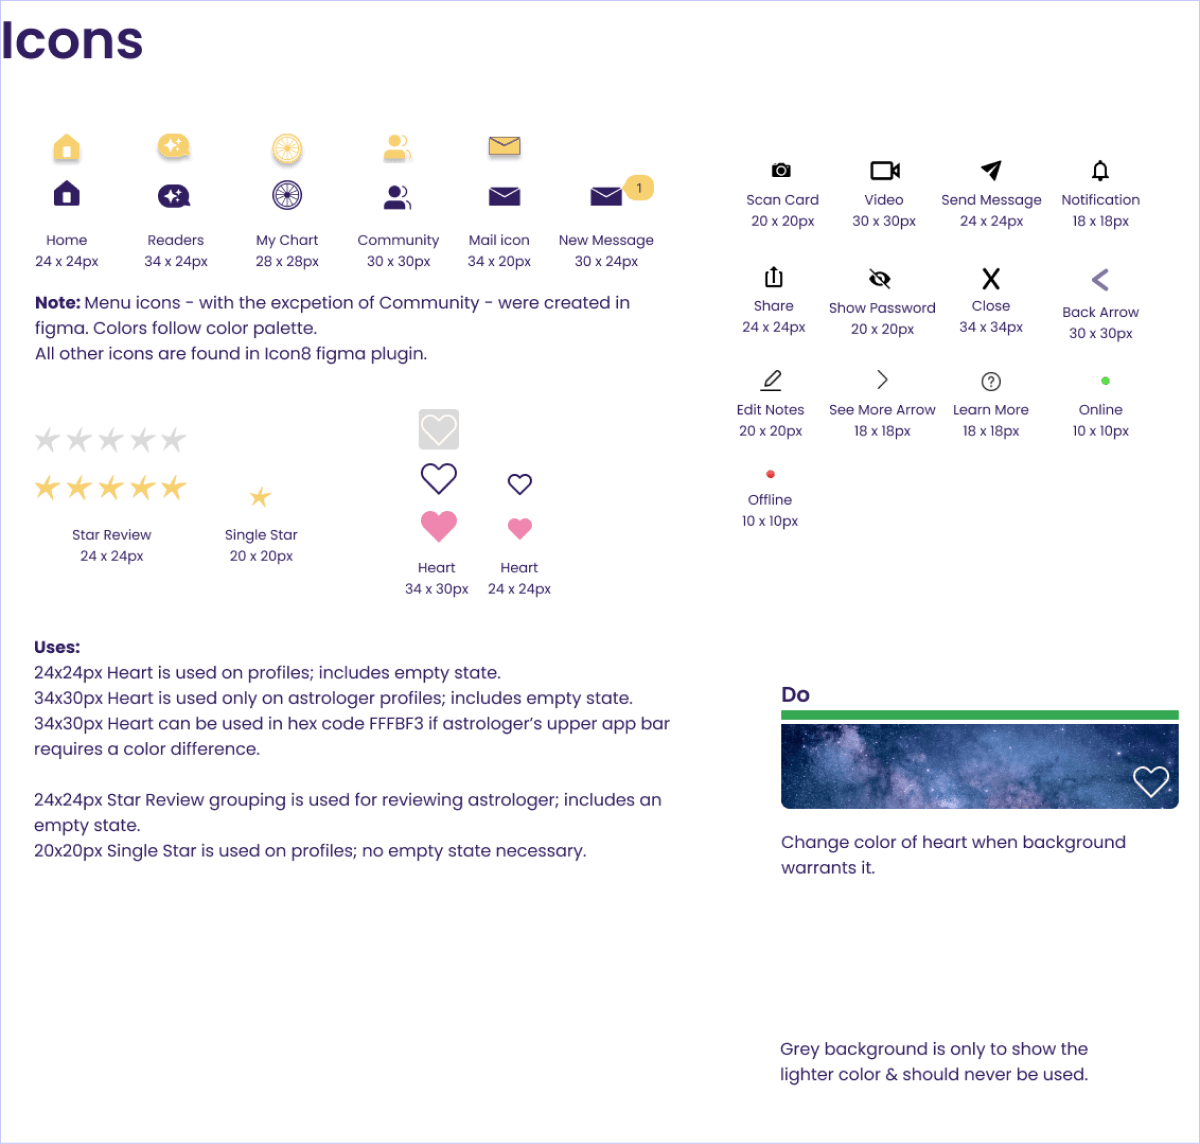 Icons
1
Home
24 x 24px
Readers
34 x 24px
My Chart
28 x 28px
Community
30 x 30px
Mail icon
34 x 20px
New Message
30 x 24px
Note: Menu icons - with the excpetion of Community - were created in
figma. Colors follow color palette.
All other icons are found in Icon8 figma plugin.
Scan Card
20 x 20px
Video
30 x 30px
Send Message
24 x 24px
Notification
18 x 18px
Share
24 x 24px
Show Password
20 x 20px
Close
34 x 34px
Back Arrow
30 x 30px
Edit Notes
20 x 20px
See More Arrow
18 x 18px
Learn More
18 x 18px
Online
10 x 10px
Offline
10 x 10px
Star Review
24 x 24px
Single Star
20 x 20px
Heart
34 x 30px
Heart
24 x 24px
Uses:
24x24px Heart is used on profiles; includes empty state.
34x30px Heart is used only on astrologer profiles; includes empty state.
34x30px Heart can be used in hex code FFFBF3 if astrologer’s upper app bar
requires a color difference.
24x24px Star Review grouping is used for reviewing astrologer; includes an
empty state.
20x20px Single Star is used on profiles; no empty state necessary.
Do
Change color of heart when background
warrants it.
Grey background is only to show the
lighter color & should never be used.